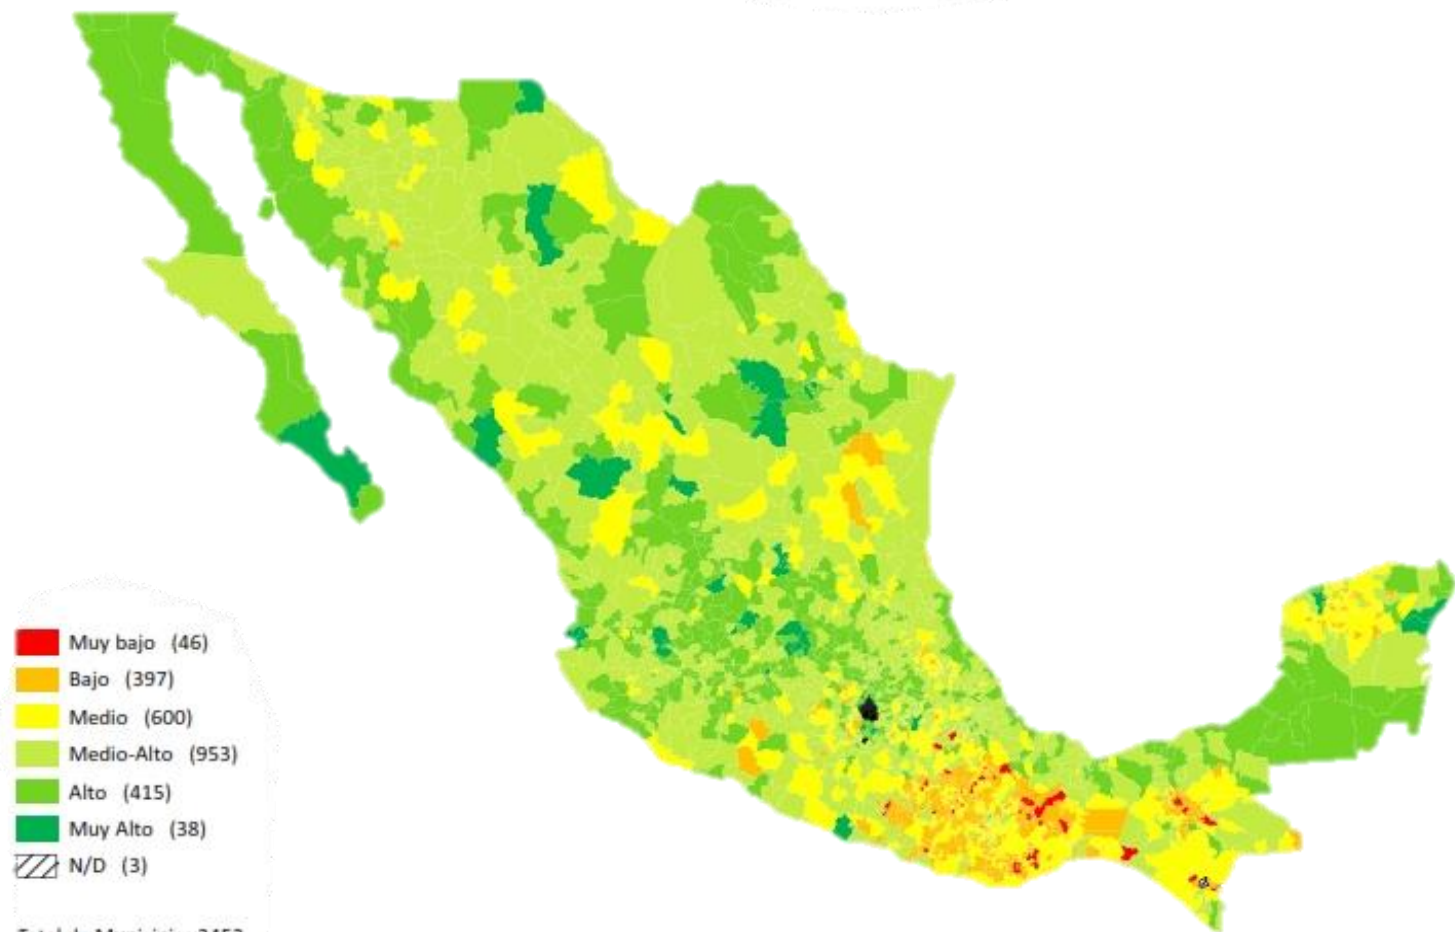 Muy bajo (46)
Bajo (397)
Medio (600)
Medio-Alto (953)
Alto (415)
Muy Alto (38)
N/D (3)